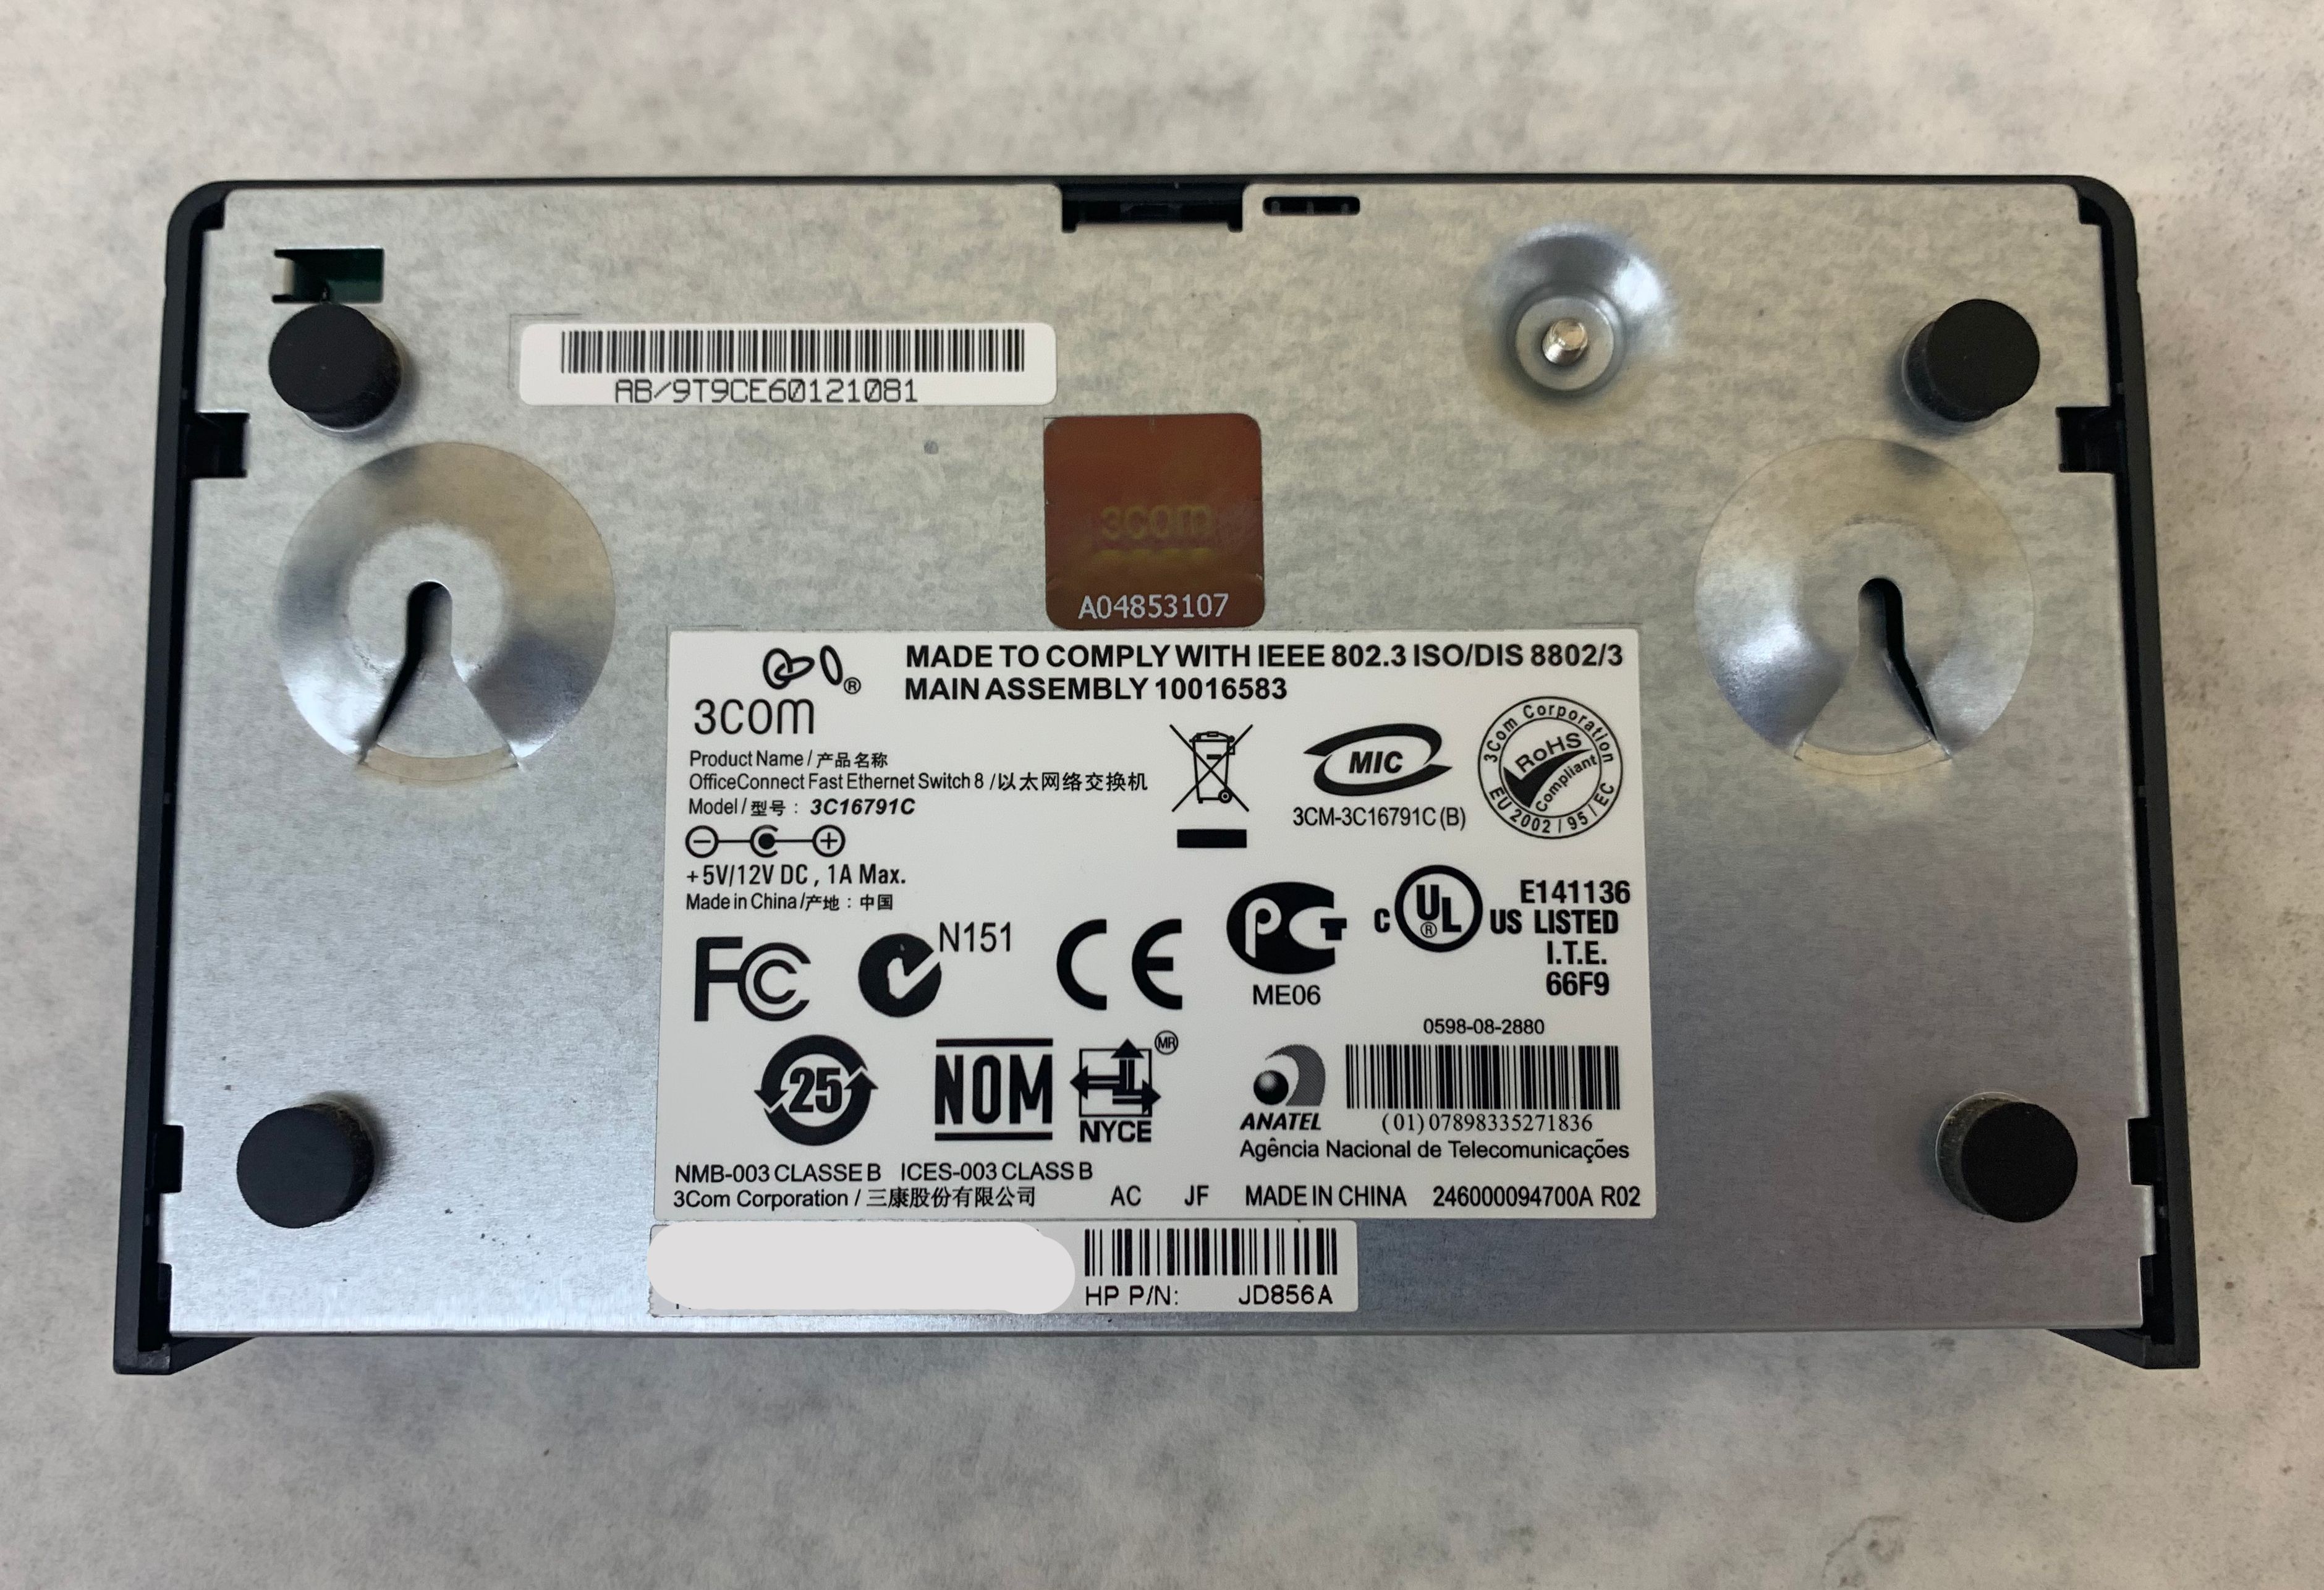 AB/9T9CE60121081
3com
A04853107
3COM ®
MADE TO COMPLY WITH IEEE 802.3 ISO/DIS 8802/3
MAIN ASSEMBLY 10016583
Product Name / 产品名称
OfficeConnect Fast Ethernet Switch 8 /以太网络交换机
Model / 型号 : 3C16791C
+5V/12V DC , 1A Max.
Made in China /产地 : 中国
MIC
3CM-3C16791C (B)
3Com Corporation
RoHS
Compliant
EU 2002 / 95 / EC
FC
N151
CE
PCT
ME06
C UL ® US LISTED
E141136
I.T.E.
66F9
25
NOM
NYCE MR
ANATEL
0598-08-2880
(01) 07898335271836
Agência Nacional de Telecomunicações
NMB-003 CLASSE B ICES-003 CLASS B
3Com Corporation / 三康股份有限公司 AC JF MADE IN CHINA 246000094700A R02
HP P/N: JD856A